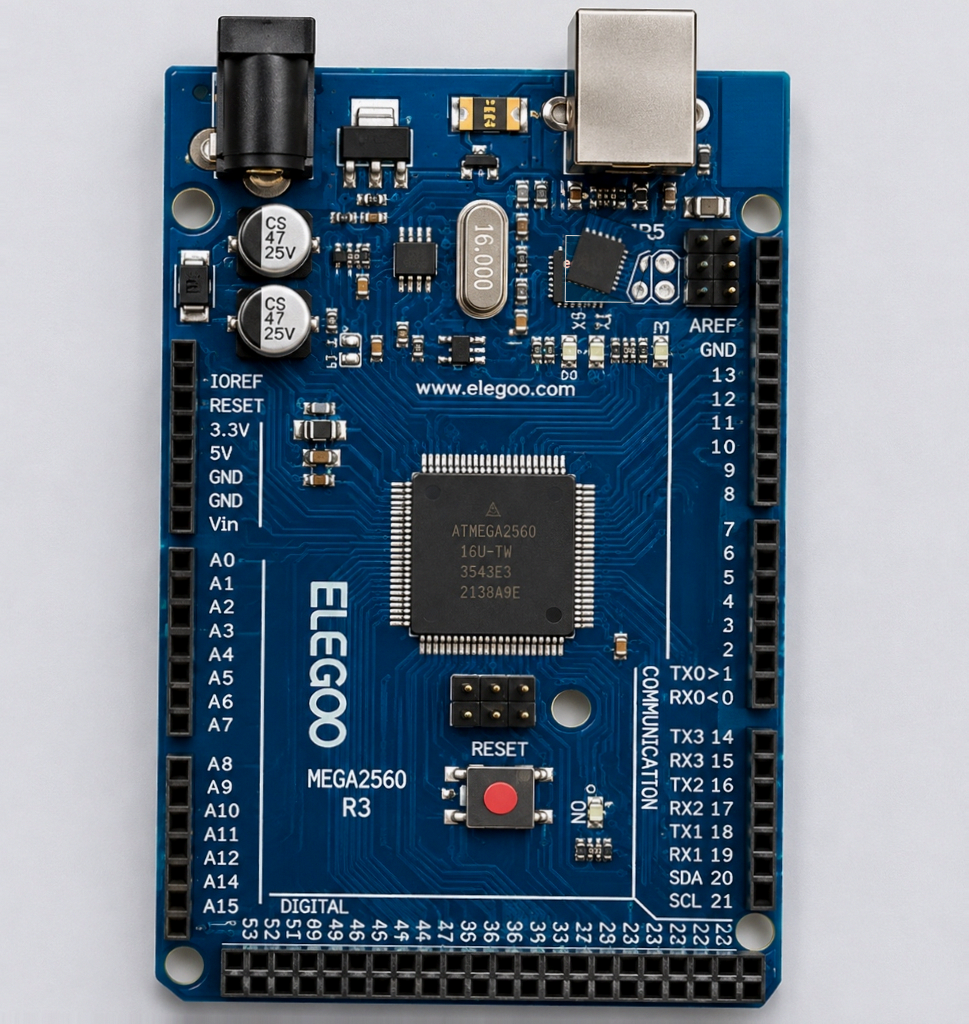 CS
47
25V
CS
47
25V
16.000
AREF
GND
13
12
11
10
9
8
7
6
5
4
3
2
TX0>1
RX0<0
TX3 14
RX3 15
TX2 16
RX2 17
TX1 18
RX1 19
SDA 20
SCL 21
COMMUNICATION
www.elegoo.com
IOREF
RESET
3.3V
5V
GND
GND
Vin
A0
A1
A2
A3
A4
A5
A6
A7
A8
A9
A10
A11
A12
A14
A15
ATMEGA2560
16U-TW
3543E3
2138A9E
ELEGOO
MEGA2560
R3
RESET
ON
DIGITAL